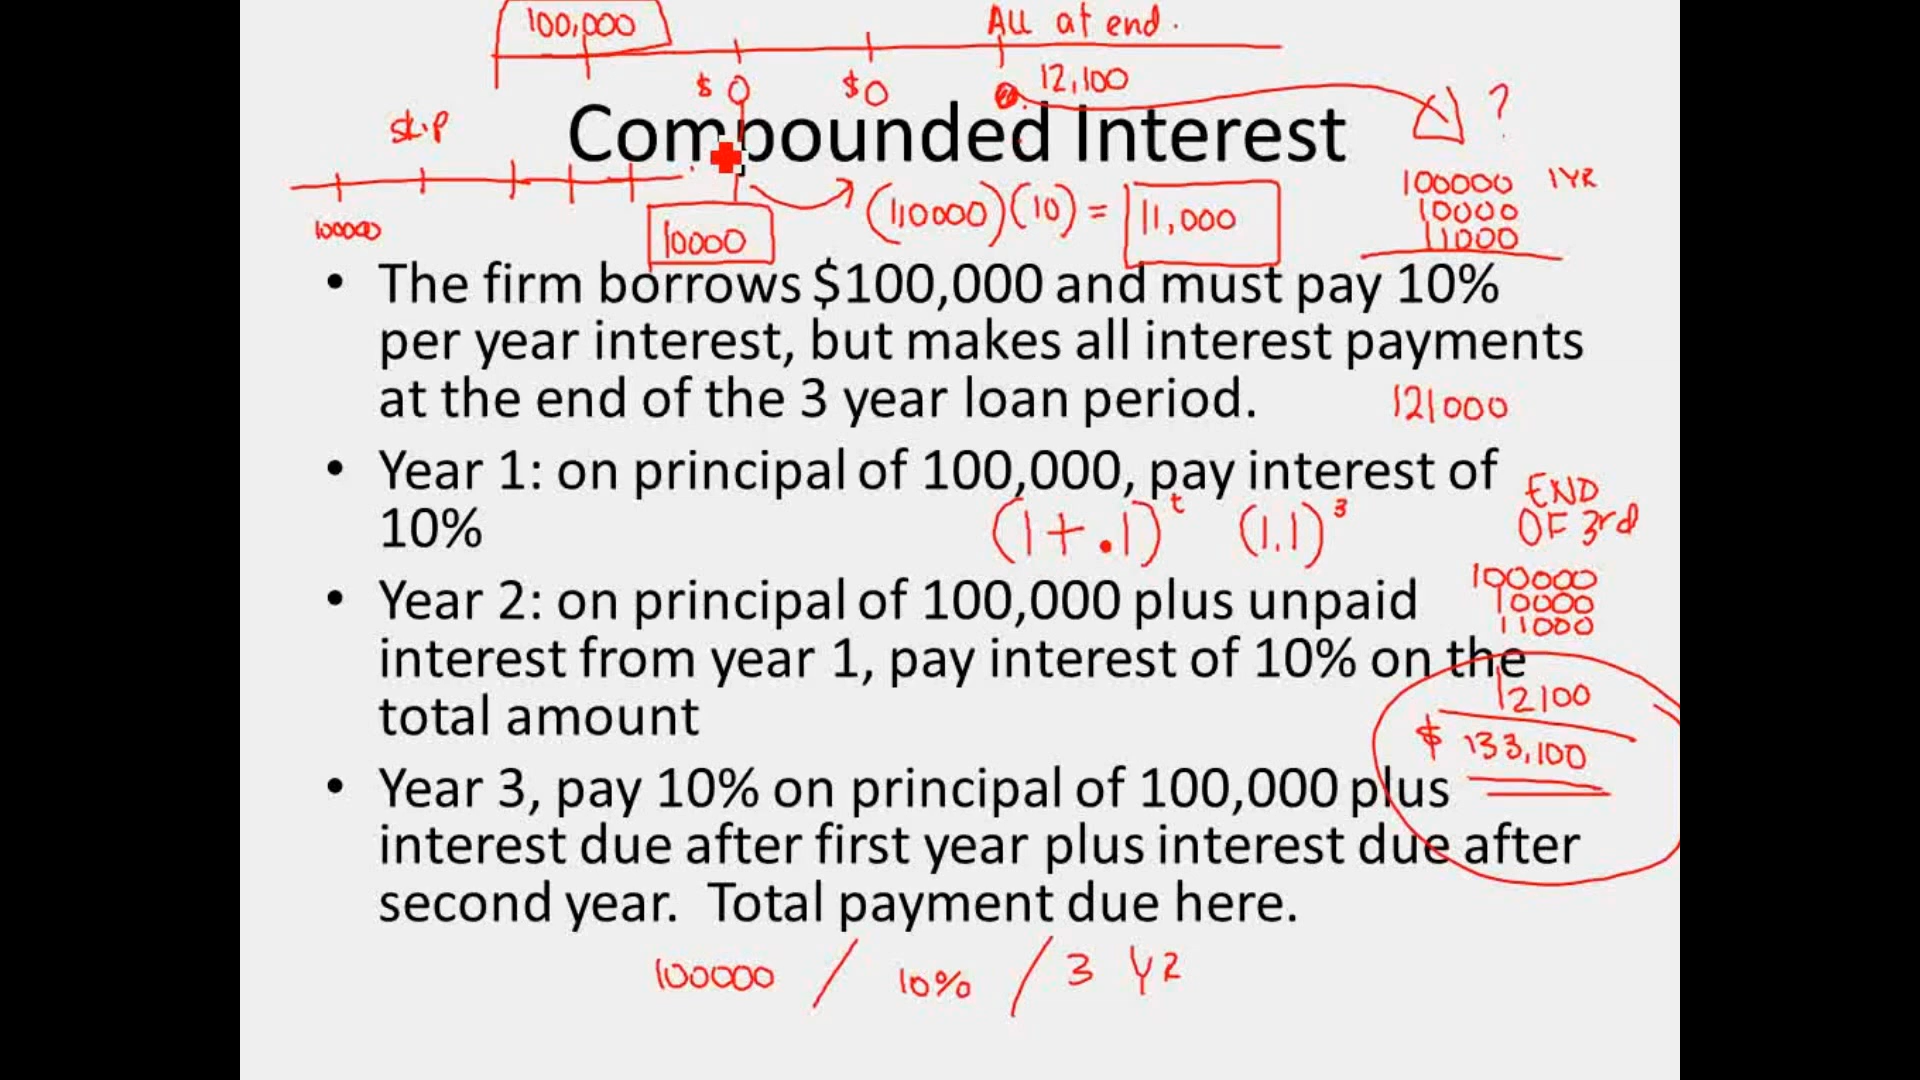 100,000
All at end.
$0
$0
12,100
Compounded Interest
?
skip
100000
10000
(110000)(10) = 11,000
100000 1YR
10000
11000
• The firm borrows $100,000 and must pay 10%
per year interest, but makes all interest payments
at the end of the 3 year loan period.
121000
• Year 1: on principal of 100,000, pay interest of
10%
(1+.1)^t (1.1)^3
END
OF 3rd
• Year 2: on principal of 100,000 plus unpaid
interest from year 1, pay interest of 10% on the
total amount
100000
10000
11000
12100
$133,100
• Year 3, pay 10% on principal of 100,000 plus
interest due after first year plus interest due after
second year. Total payment due here.
100000 / 10% / 3 YR